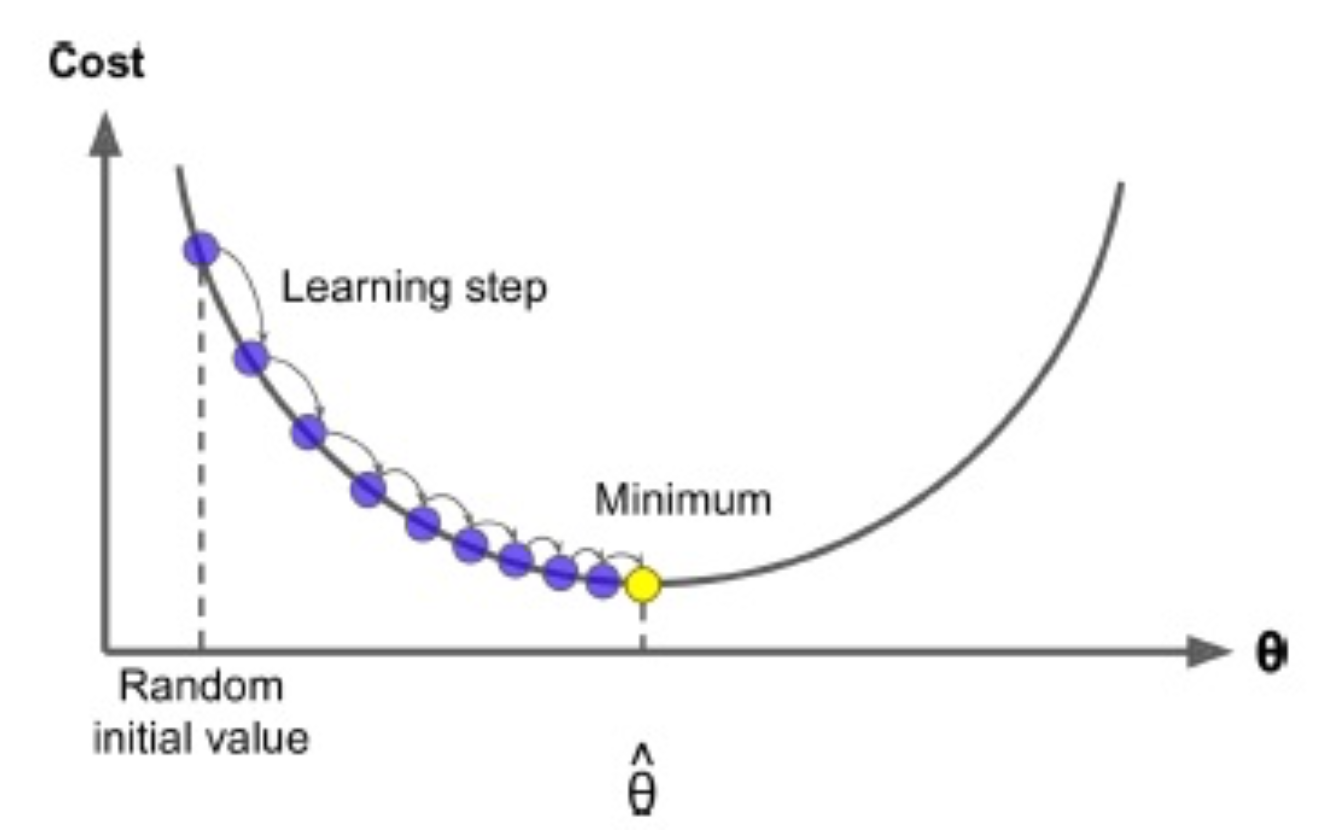 Cost
Learning step
Minimum
θ
Random
initial value
θ̂